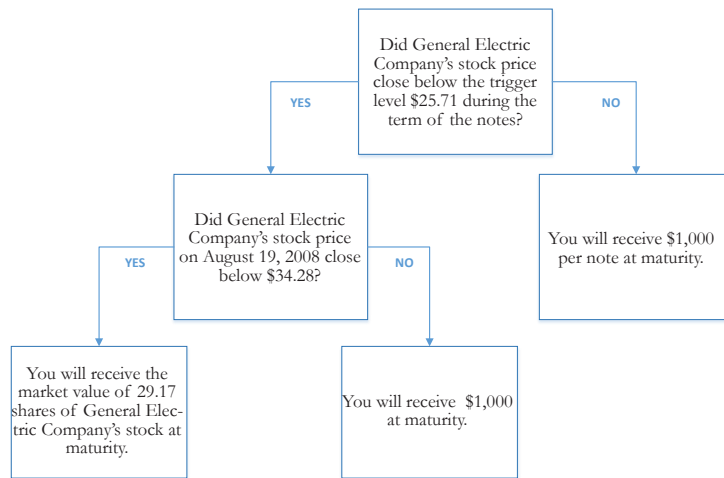 Did General Electric
Company's stock price
close below the trigger
level $25.71 during the
term of the notes?
YES
NO
Did General Electric
Company's stock price
on August 19, 2008 close
below $34.28?
You will receive $1,000
per note at maturity.
YES
NO
You will receive the
market value of 29.17
shares of General Elec-
tric Company's stock at
maturity.
You will receive $1,000
at maturity.